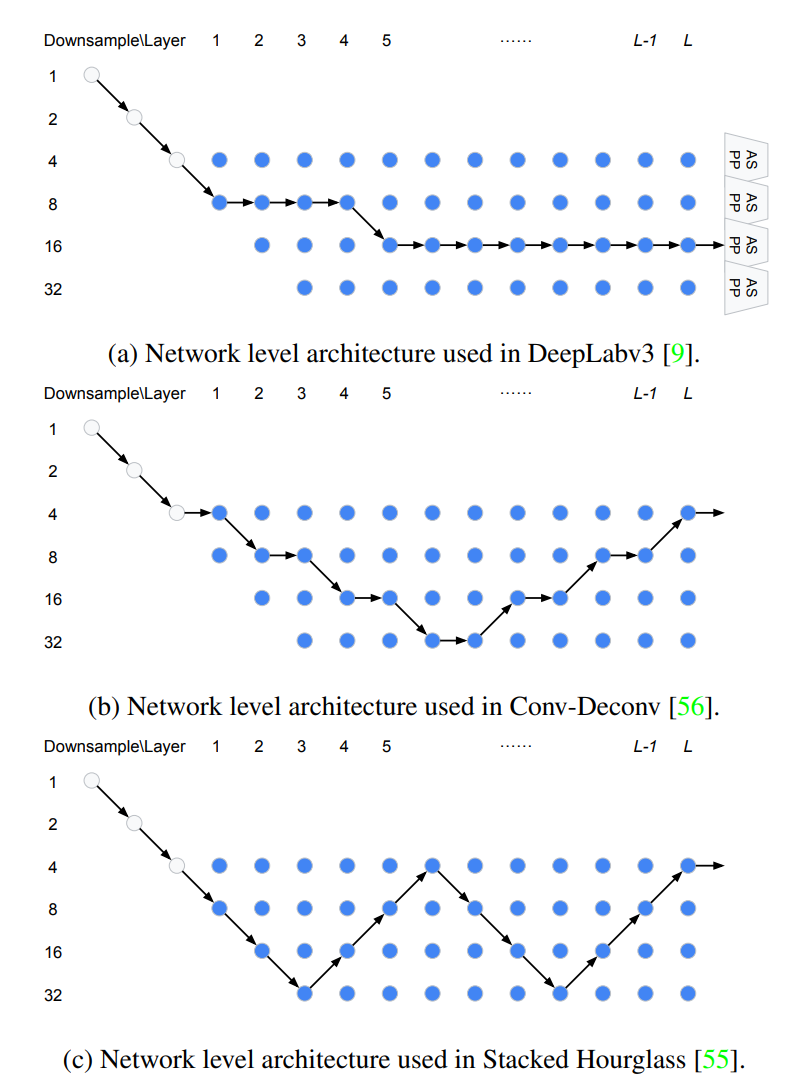 Downsample\Layer 1 2 3 4 5 ...... L-1 L
1
2
4
8
16
32
AS PP
AS PP
AS PP
AS PP
(a) Network level architecture used in DeepLabv3 [9].
Downsample\Layer 1 2 3 4 5 ...... L-1 L
1
2
4
8
16
32
(b) Network level architecture used in Conv-Deconv [56].
Downsample\Layer 1 2 3 4 5 ...... L-1 L
1
2
4
8
16
32
(c) Network level architecture used in Stacked Hourglass [55].